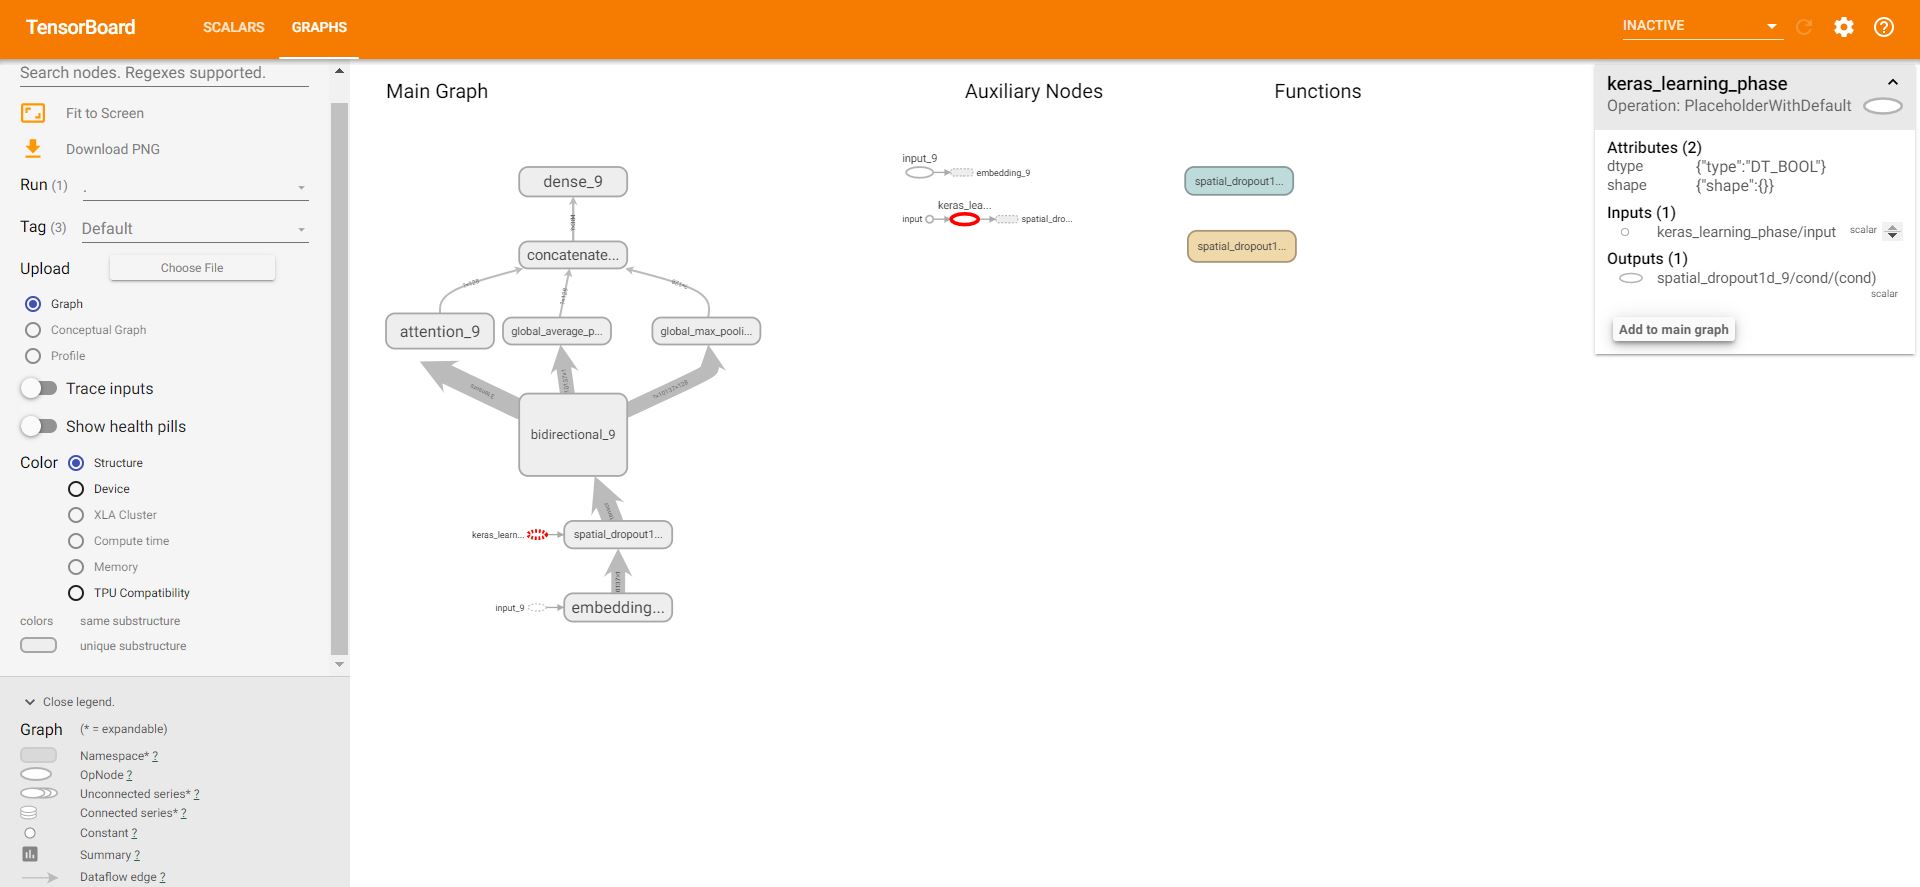 TensorBoard
SCALARS
GRAPHS
INACTIVE
Search nodes. Regexes supported.
Fit to Screen
Download PNG
Run (1)
.
Tag (3)
Default
Upload
Choose File
Graph
Conceptual Graph
Profile
Trace inputs
Show health pills
Color
Structure
Device
XLA Cluster
Compute time
Memory
TPU Compatibility
colors
same substructure
unique substructure
Close legend.
Graph
(* = expandable)
Namespace* ?
OpNode ?
Unconnected series* ?
Connected series* ?
Constant ?
Summary ?
Dataflow edge ?
Main Graph
dense_9
concatenate...
attention_9
global_average_p...
global_max_pooli...
?×10137×128
bidirectional_9
keras_learn...
spatial_dropout1...
input_9
embedding...
Auxiliary Nodes
input_9
embedding_9
keras_lea...
input
spatial_dro...
Functions
spatial_dropout1...
spatial_dropout1...
keras_learning_phase
Operation: PlaceholderWithDefault
Attributes (2)
dtype {"type":"DT_BOOL"}
shape {"shape":{}}
Inputs (1)
keras_learning_phase/input scalar
Outputs (1)
spatial_dropout1d_9/cond/(cond)
scalar
Add to main graph